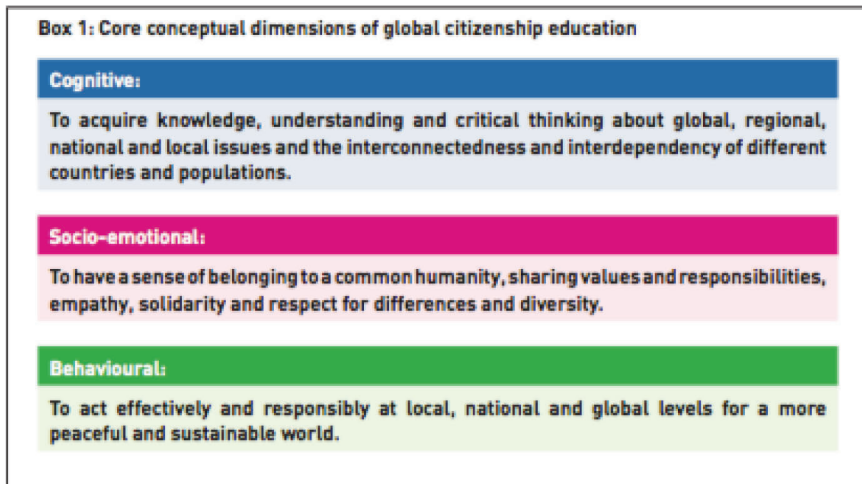 Box 1: Core conceptual dimensions of global citizenship education
Cognitive:
To acquire knowledge, understanding and critical thinking about global, regional,
national and local issues and the interconnectedness and interdependency of different
countries and populations.
Socio-emotional:
To have a sense of belonging to a common humanity, sharing values and responsibilities,
empathy, solidarity and respect for differences and diversity.
Behavioural:
To act effectively and responsibly at local, national and global levels for a more
peaceful and sustainable world.